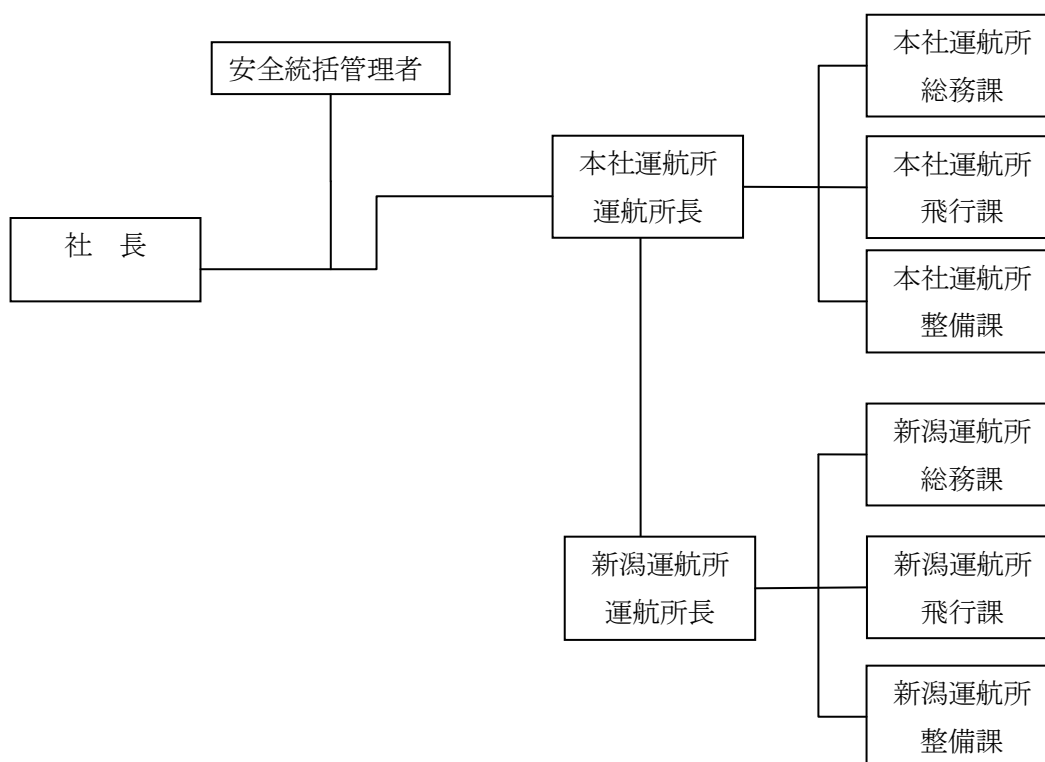 安全統括管理者
社　長
本社運航所
運航所長
本社運航所
総務課
本社運航所
飛行課
本社運航所
整備課
新潟運航所
運航所長
新潟運航所
総務課
新潟運航所
飛行課
新潟運航所
整備課